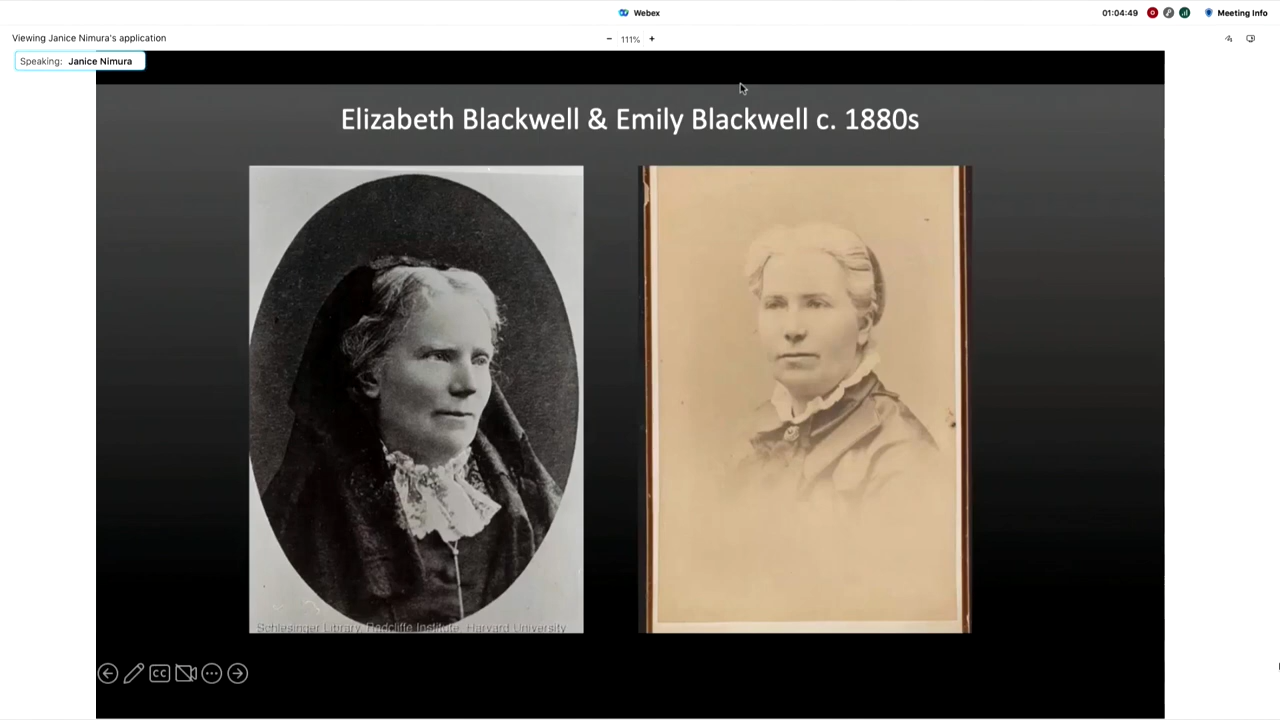 Webex
01:04:49
Meeting Info
Viewing Janice Nimura's application
− 111% +
Speaking: Janice Nimura
Elizabeth Blackwell & Emily Blackwell c. 1880s
Schlesinger Library, Radcliffe Institute, Harvard University
CC